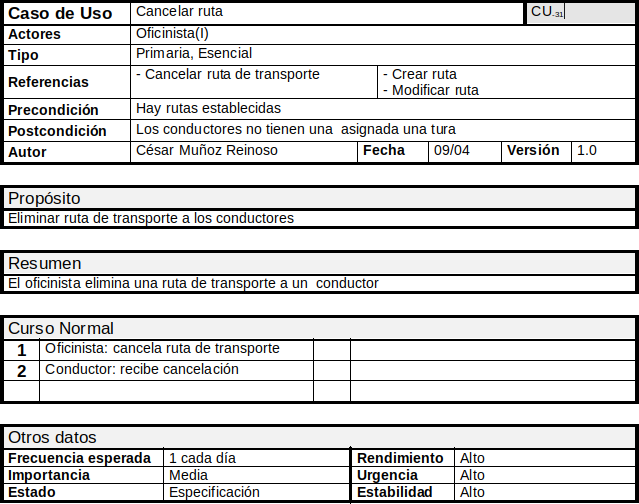 Caso de Uso Cancelar ruta CU-31
Actores Oficinista(I)
Tipo Primaria, Esencial
Referencias - Cancelar ruta de transporte - Crear ruta
- Modificar ruta
Precondición Hay rutas establecidas
Postcondición Los conductores no tienen una asignada una tura
Autor César Muñoz Reinoso Fecha 09/04 Versión 1.0
Propósito
Eliminar ruta de transporte a los conductores
Resumen
El oficinista elimina una ruta de transporte a un conductor
Curso Normal
1 Oficinista: cancela ruta de transporte
2 Conductor: recibe cancelación
Otros datos
Frecuencia esperada 1 cada día Rendimiento Alto
Importancia Media Urgencia Alto
Estado Especificación Estabilidad Alto